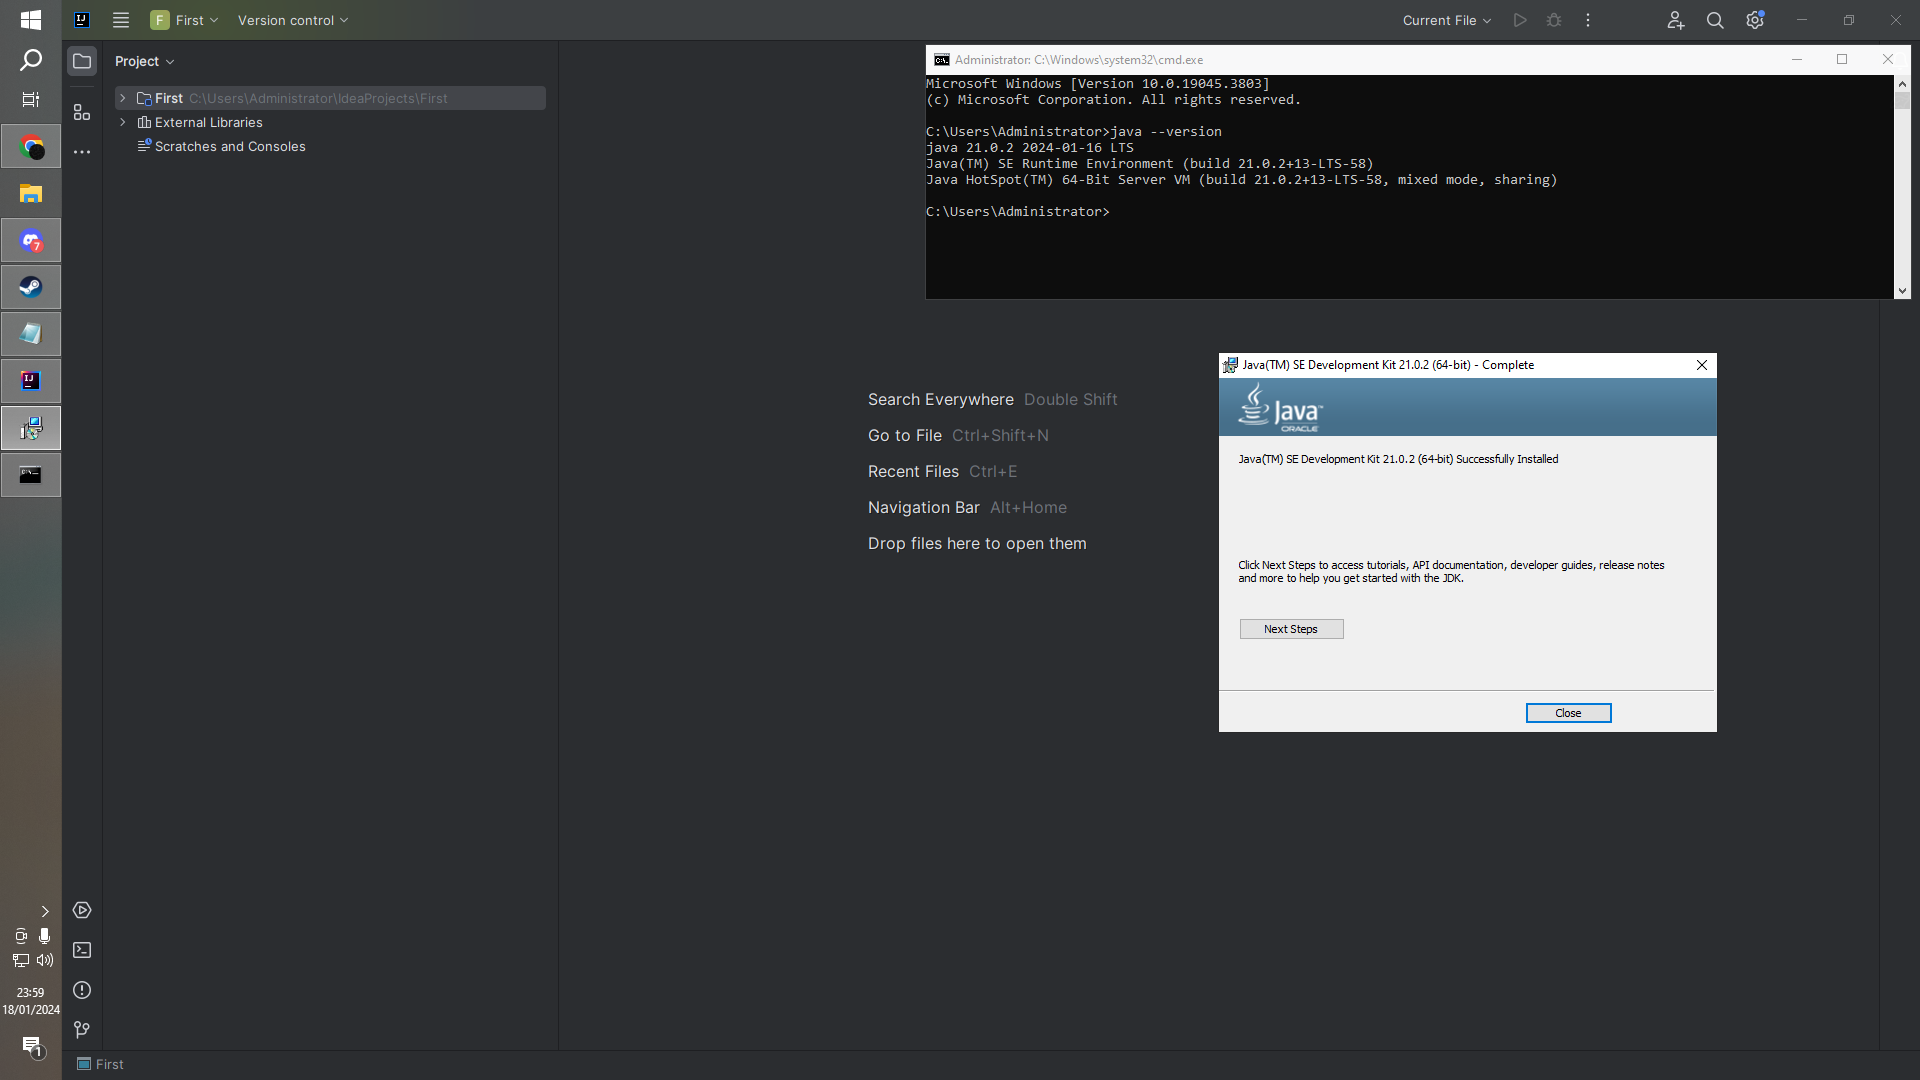 F First Version control
Current File
Project
First C:\Users\Administrator\IdeaProjects\First
External Libraries
Scratches and Consoles
Administrator: C:\Windows\system32\cmd.exe
Microsoft Windows [Version 10.0.19045.3803]
(c) Microsoft Corporation. All rights reserved.
C:\Users\Administrator>java --version
java 21.0.2 2024-01-16 LTS
Java(TM) SE Runtime Environment (build 21.0.2+13-LTS-58)
Java HotSpot(TM) 64-Bit Server VM (build 21.0.2+13-LTS-58, mixed mode, sharing)
C:\Users\Administrator>
Search Everywhere Double Shift
Go to File Ctrl+Shift+N
Recent Files Ctrl+E
Navigation Bar Alt+Home
Drop files here to open them
Java(TM) SE Development Kit 21.0.2 (64-bit) - Complete
Java™
ORACLE
Java(TM) SE Development Kit 21.0.2 (64-bit) Successfully Installed
Click Next Steps to access tutorials, API documentation, developer guides, release notes
and more to help you get started with the JDK.
Next Steps
Close
7
IJ
23:59
18/01/2024
1
First